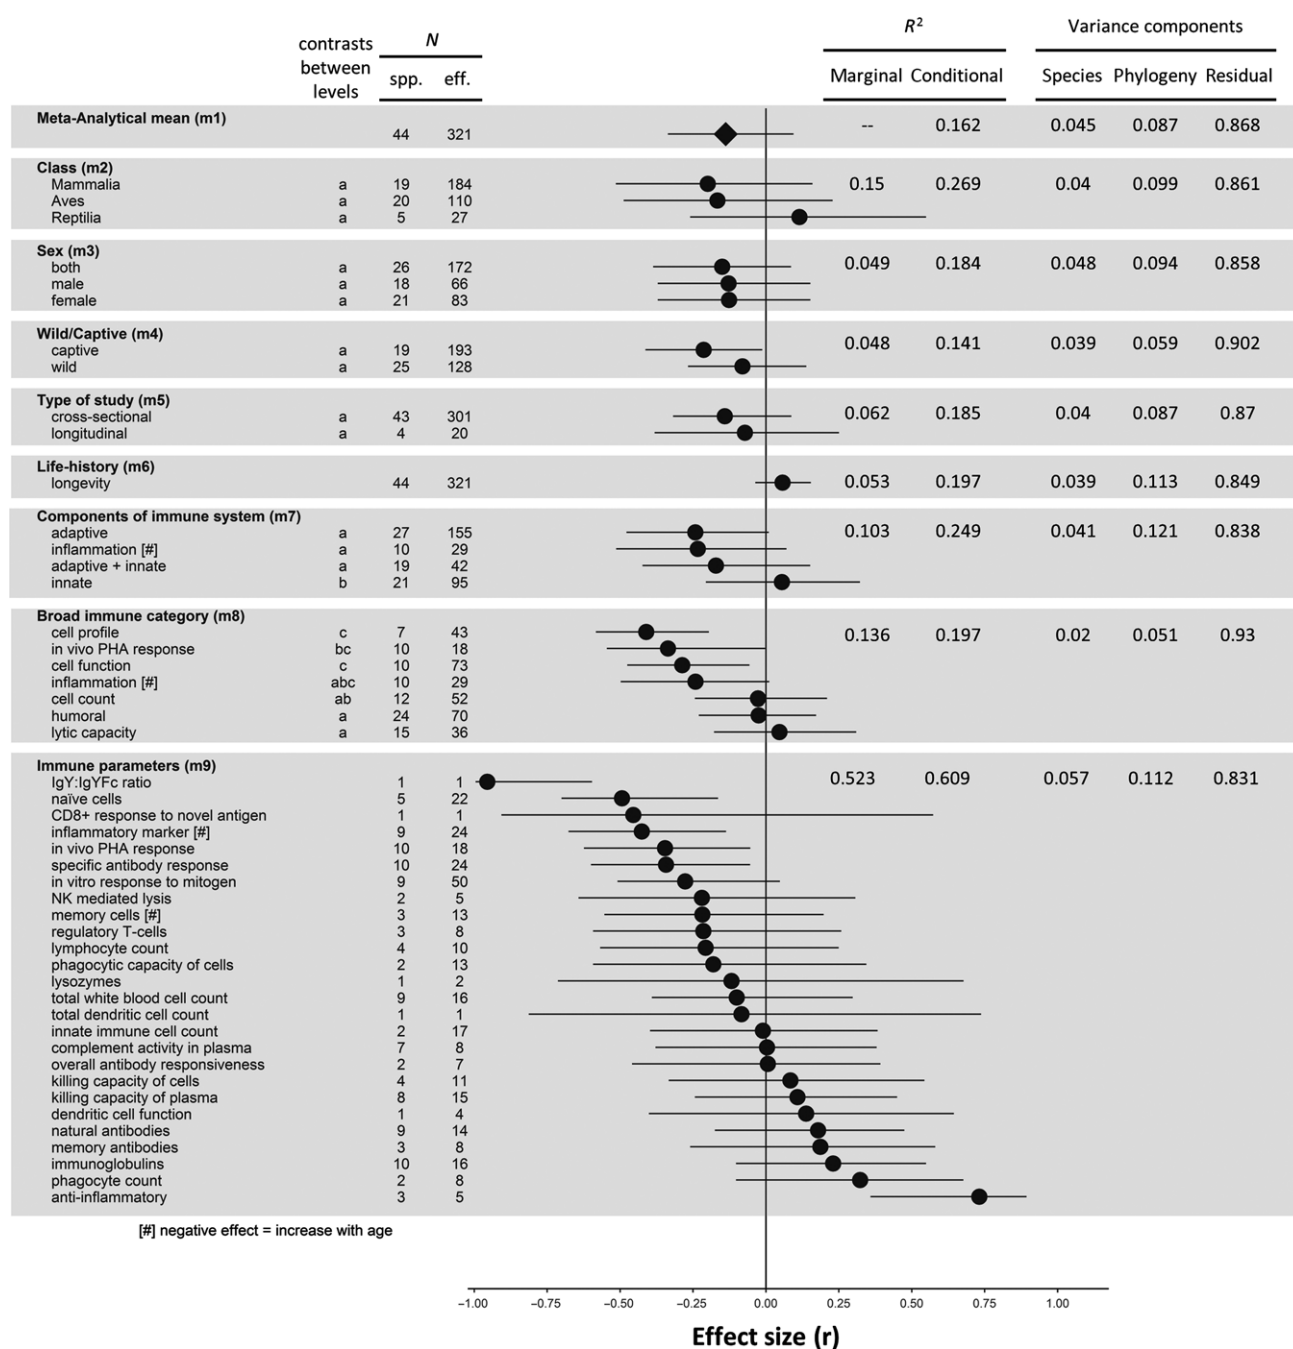 contrasts between levels N R² Variance components
spp. eff. Marginal Conditional Species Phylogeny Residual
Meta-Analytical mean (m1)
44 321 -- 0.162 0.045 0.087 0.868
Class (m2)
Mammalia a 19 184 0.15 0.269 0.04 0.099 0.861
Aves a 20 110
Reptilia a 5 27
Sex (m3)
both a 26 172 0.049 0.184 0.048 0.094 0.858
male a 18 66
female a 21 83
Wild/Captive (m4)
captive a 19 193 0.048 0.141 0.039 0.059 0.902
wild a 25 128
Type of study (m5)
cross-sectional a 43 301 0.062 0.185 0.04 0.087 0.87
longitudinal a 4 20
Life-history (m6)
longevity 44 321 0.053 0.197 0.039 0.113 0.849
Components of immune system (m7)
adaptive a 27 155 0.103 0.249 0.041 0.121 0.838
inflammation [#] a 10 29
adaptive + innate a 19 42
innate b 21 95
Broad immune category (m8)
cell profile c 7 43 0.136 0.197 0.02 0.051 0.93
in vivo PHA response bc 10 18
cell function c 10 73
inflammation [#] abc 10 29
cell count ab 12 52
humoral a 24 70
lytic capacity a 15 36
Immune parameters (m9)
IgY:IgYFc ratio 1 1 0.523 0.609 0.057 0.112 0.831
naïve cells 5 22
CD8+ response to novel antigen 1 1
inflammatory marker [#] 9 24
in vivo PHA response 10 18
specific antibody response 10 24
in vitro response to mitogen 9 50
NK mediated lysis 2 5
memory cells [#] 3 13
regulatory T-cells 3 8
lymphocyte count 4 10
phagocytic capacity of cells 2 13
lysozymes 1 2
total white blood cell count 9 16
total dendritic cell count 1 1
innate immune cell count 2 17
complement activity in plasma 7 8
overall antibody responsiveness 2 7
killing capacity of cells 4 11
killing capacity of plasma 8 15
dendritic cell function 1 4
natural antibodies 9 14
memory antibodies 3 8
immunoglobulins 10 16
phagocyte count 2 8
anti-inflammatory 3 5
[#] negative effect = increase with age
−1.00 −0.75 −0.50 −0.25 0.00 0.25 0.50 0.75 1.00
Effect size (r)